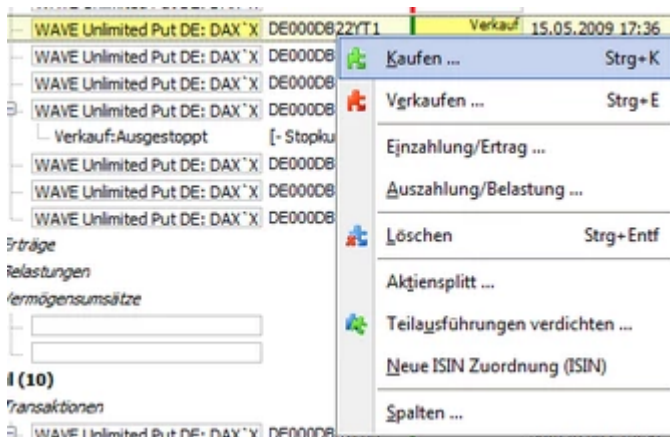 WAVE Unlimited Put DE: DAX`X DE000DB22YT1 Verkauf 15.05.2009 17:36
WAVE Unlimited Put DE: DAX`X DE000DB
WAVE Unlimited Put DE: DAX`X DE000DB
WAVE Unlimited Put DE: DAX`X DE000DB
Verkauf:Ausgestoppt [- Stopku
WAVE Unlimited Put DE: DAX`X DE000DB
WAVE Unlimited Put DE: DAX`X DE000DB
WAVE Unlimited Put DE: DAX`X DE000DB
Erträge
Belastungen
Vermögensumsätze
l (10)
Transaktionen
WAVE Unlimited Put DE: DAX`X DE000DB
Kaufen ... Strg+K
Verkaufen ... Strg+E
Einzahlung/Ertrag ...
Auszahlung/Belastung ...
Löschen Strg+Entf
Aktiensplitt ...
Teilausführungen verdichten ...
Neue ISIN Zuordnung (ISIN)
Spalten ...